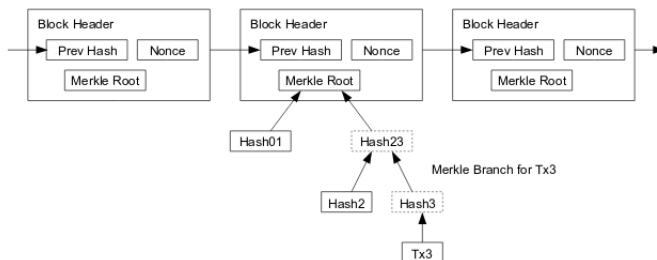 Block Header
Block Header
Block Header
Prev Hash
Nonce
Prev Hash
Nonce
Prev Hash
Nonce
Merkle Root
Merkle Root
Merkle Root
Hash01
Hash23
Merkle Branch for Tx3
Hash2
Hash3
Tx3